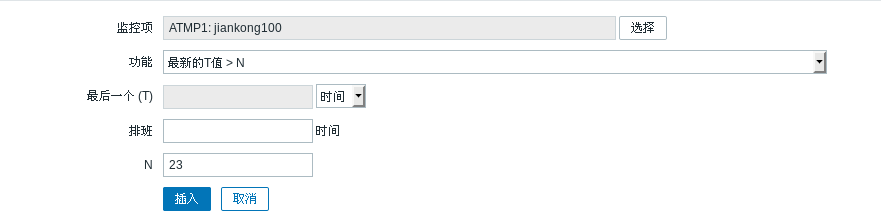 监控项 ATMP1: jiankong100 选择
功能 最新的T值 > N
最后一个 (T) 时间
排班 时间
N 23
插入 取消